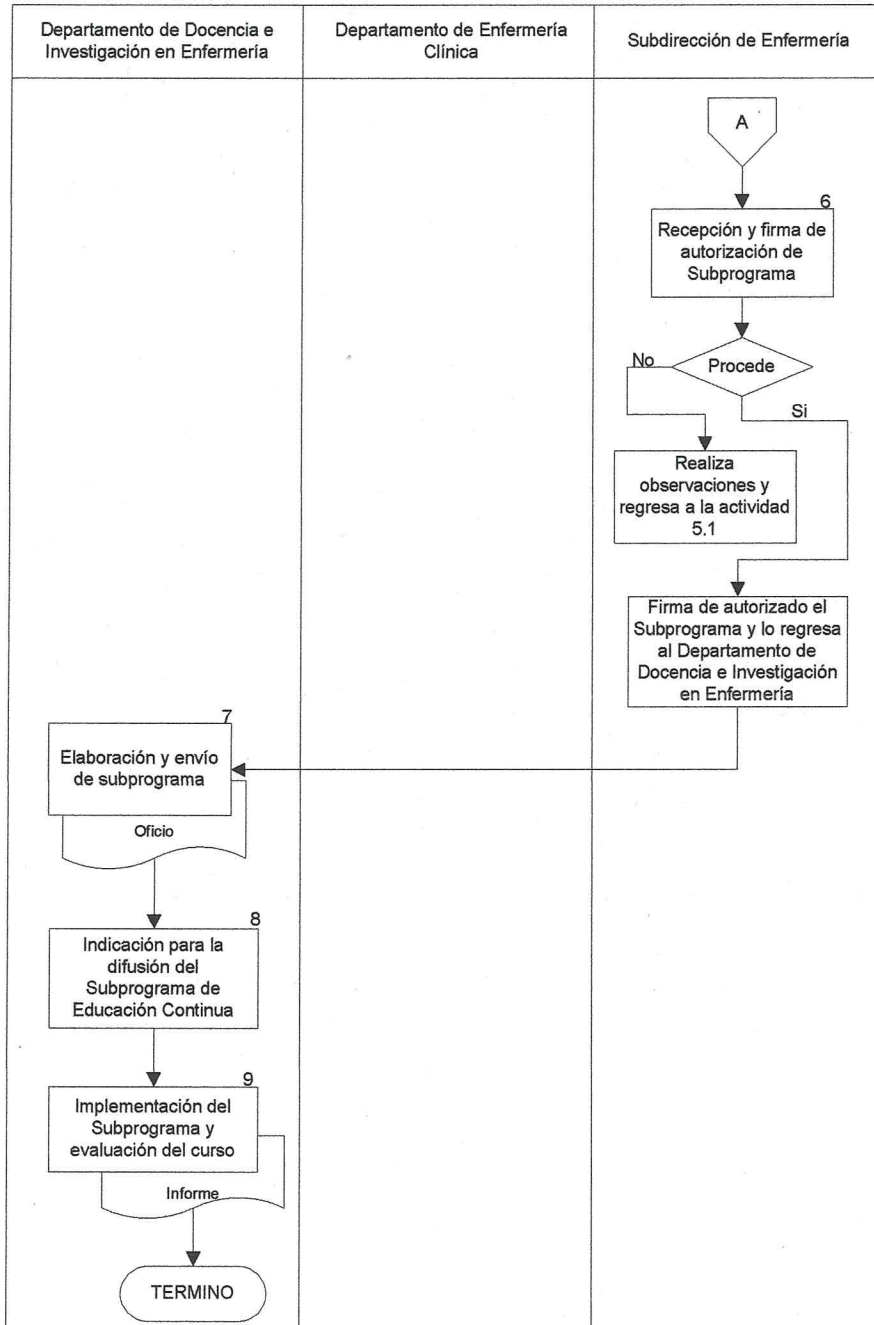 Departamento de Docencia e
Investigación en Enfermería
Departamento de Enfermería
Clínica
Subdirección de Enfermería
A
6
Recepción y firma de
autorización de
Subprograma
No
Procede
Si
Realiza
observaciones y
regresa a la actividad
5.1
Firma de autorizado el
Subprograma y lo regresa
al Departamento de
Docencia e Investigación
en Enfermería
7
Elaboración y envío
de subprograma
Oficio
8
Indicación para la
difusión del
Subprograma de
Educación Continua
9
Implementación del
Subprograma y
evaluación del curso
Informe
TERMINO